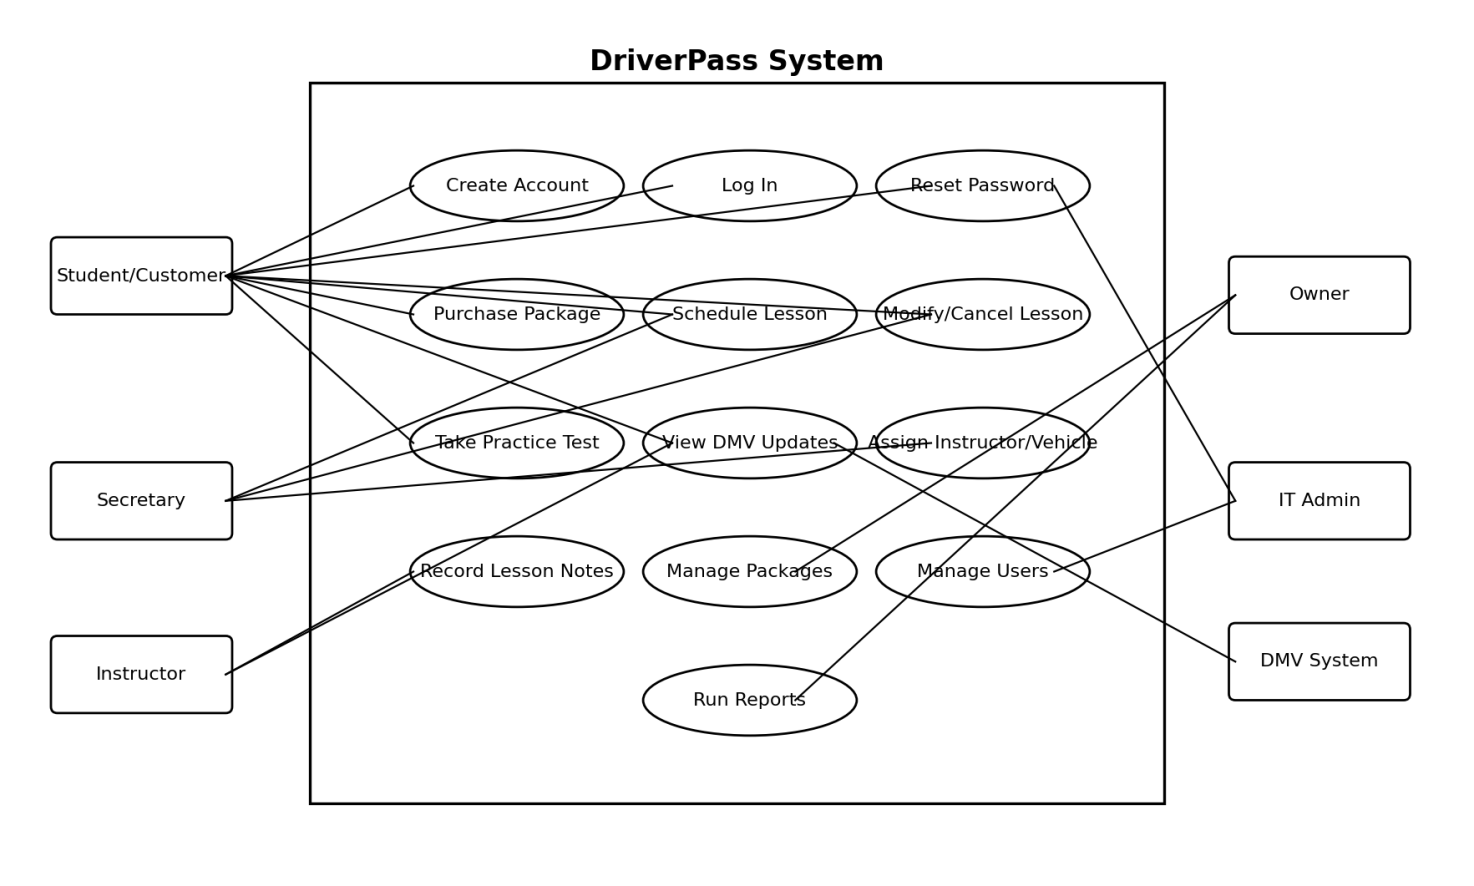 DriverPass System
Create Account
Log In
Reset Password
Student/Customer
Owner
Purchase Package
Schedule Lesson
Modify/Cancel Lesson
Take Practice Test
View DMV Updates
Assign Instructor/Vehicle
Secretary
IT Admin
Record Lesson Notes
Manage Packages
Manage Users
Instructor
DMV System
Run Reports